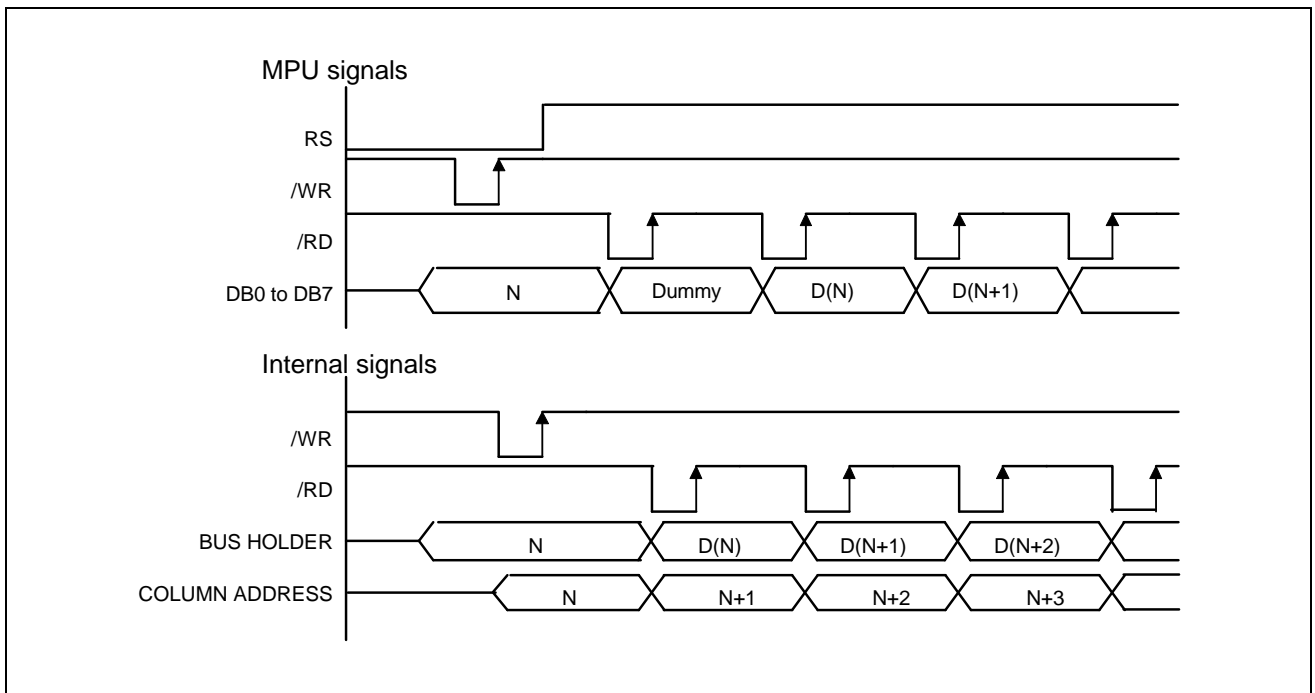 MPU signals
RS
/WR
/RD
DB0 to DB7 N Dummy D(N) D(N+1)
Internal signals
/WR
/RD
BUS HOLDER N D(N) D(N+1) D(N+2)
COLUMN ADDRESS N N+1 N+2 N+3